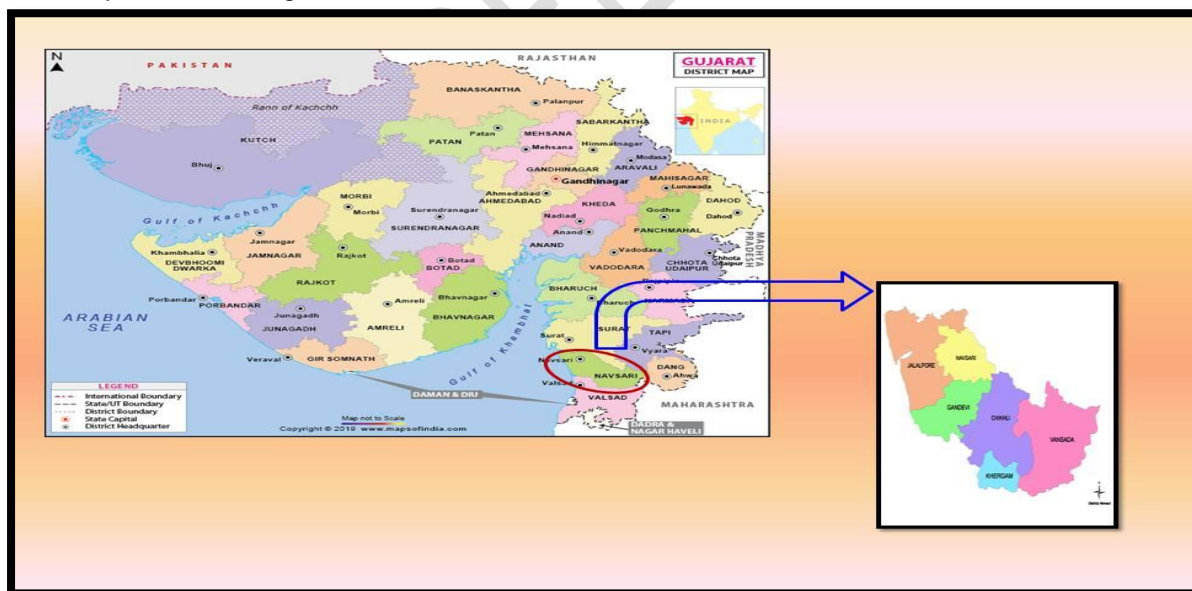 N
PAKISTAN
RAJASTHAN
GUJARAT
DISTRICT MAP
INDIA
Rann of Kachchh
BANASKANTHA
Palanpur
KUTCH
Bhuj
Patan
PATAN
MEHSANA
Mehsana
SABARKANTHA
Himmatnagar
Modasa
ARAVALI
GANDHINAGAR
Gandhinagar
MAHISAGAR
Lunawada
MORBI
Morbi
Surendranagar
SURENDRANAGAR
Ahmedabad
AHMEDABAD
KHEDA
Nadiad
Godhra
PANCHMAHAL
DAHOD
Dahod
Gulf of Kachchh
Jamnagar
JAMNAGAR
Khambhalia
DEVBHOOMI
DWARKA
Rajkot
RAJKOT
Botad
BOTAD
ANAND
Anand
Vadodara
VADODARA
Chhota
Udaipur
CHHOTA
UDAIPUR
MADHYA
PRADESH
Porbandar
PORBANDAR
Junagadh
JUNAGADH
Amreli
AMRELI
Bhavnagar
BHAVNAGAR
BHARUCH
Bharuch
ARABIAN
SEA
Gulf of Khambhat
Surat
SURAT
TAPI
Vyara
Veraval
GIR SOMNATH
Navsari
NAVSARI
DANG
Ahwa
Valsad
VALSAD
DAMAN & DIU
MAHARASHTRA
DADRA &
NAGAR HAVELI
LEGEND
International Boundary
State/UT Boundary
District Boundary
State Capital
District Headquarter
Map not to Scale
Copyright © 2019 www.mapsofindia.com
JALALPORE
NAVSARI
GANDEVI
CHIKHLI
VANSADA
KHERGAM